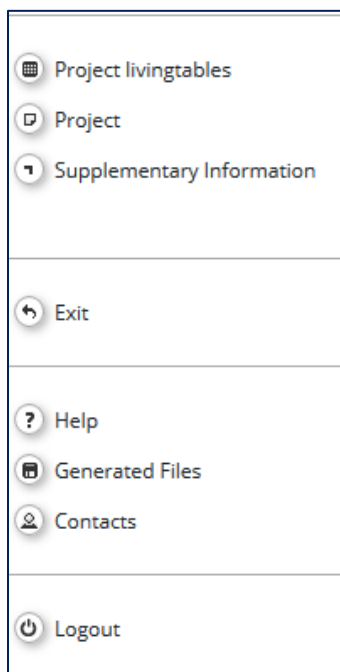 Project livingtables
Project
Supplementary Information
Exit
? Help
Generated Files
Contacts
Logout